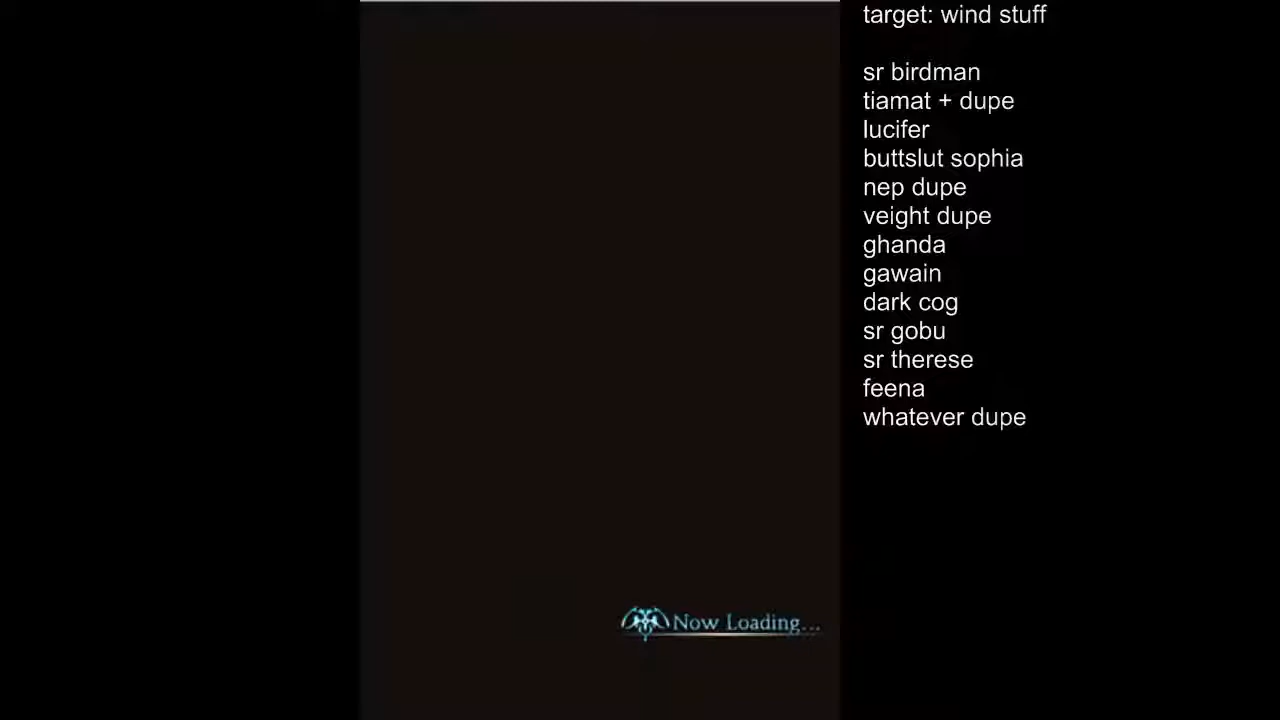 target: wind stuff
sr birdman
tiamat + dupe
lucifer
buttslut sophia
nep dupe
veight dupe
ghanda
gawain
dark cog
sr gobu
sr therese
feena
whatever dupe
Now Loading...